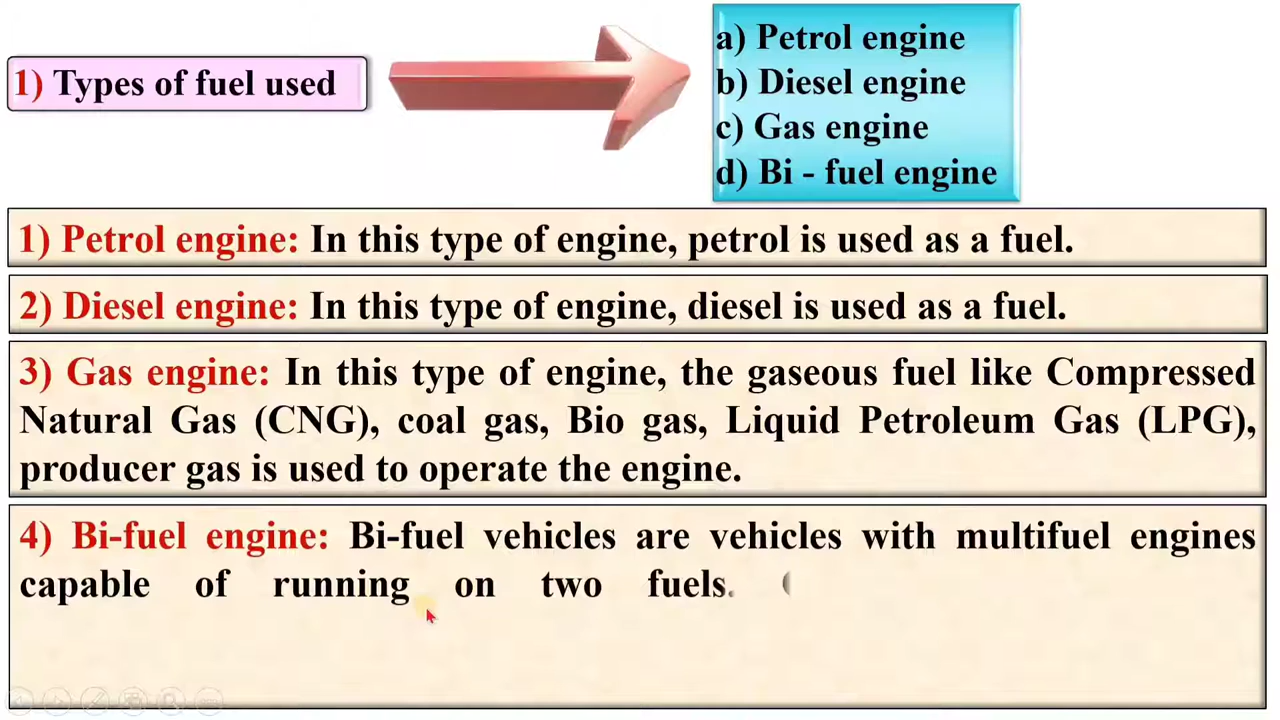 1) Types of fuel used
a) Petrol engine
b) Diesel engine
c) Gas engine
d) Bi - fuel engine
1) Petrol engine: In this type of engine, petrol is used as a fuel.
2) Diesel engine: In this type of engine, diesel is used as a fuel.
3) Gas engine: In this type of engine, the gaseous fuel like Compressed
Natural Gas (CNG), coal gas, Bio gas, Liquid Petroleum Gas (LPG),
producer gas is used to operate the engine.
4) Bi-fuel engine: Bi-fuel vehicles are vehicles with multifuel engines
capable of running on two fuels.